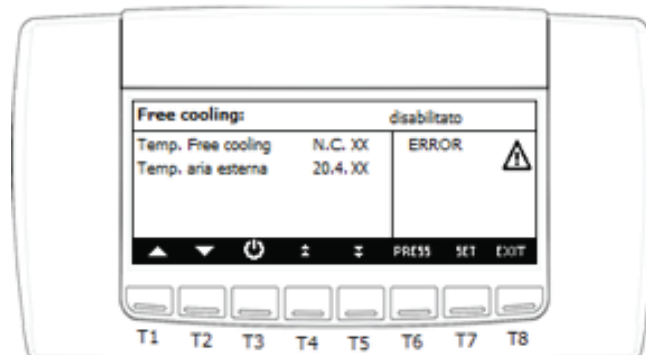 Free cooling: disabilitato
Temp. Free cooling N.C. XX ERROR
Temp. aria esterna 20.4. XX
PRESS SET EXIT
T1 T2 T3 T4 T5 T6 T7 T8